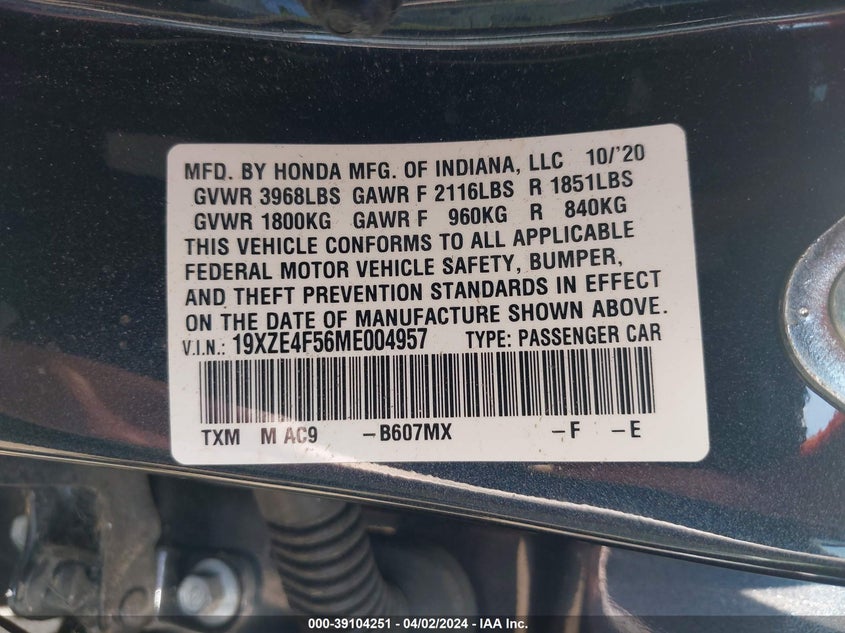 MFD. BY HONDA MFG. OF INDIANA, LLC 10/'20
GVWR 3968LBS GAWR F 2116LBS R 1851LBS
GVWR 1800KG GAWR F 960KG R 840KG
THIS VEHICLE CONFORMS TO ALL APPLICABLE
FEDERAL MOTOR VEHICLE SAFETY, BUMPER,
AND THEFT PREVENTION STANDARDS IN EFFECT
ON THE DATE OF MANUFACTURE SHOWN ABOVE.
V.I.N.: 19XZE4F56ME004957 TYPE: PASSENGER CAR
TXM M AC9 -B607MX -F -E
000-39104251 - 04/02/2024 - IAA Inc.